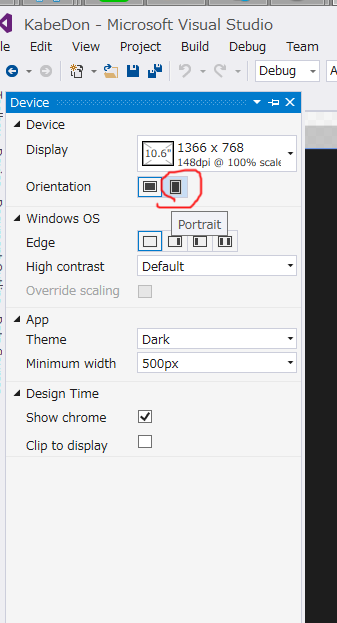 KabeDon - Microsoft Visual Studio
Edit View Project Build Debug Team
Debug
Device
Device
Display 10.6" 1366 x 768
148dpi @ 100% scale
Orientation
Portrait
Windows OS
Edge
High contrast Default
Override scaling
App
Theme Dark
Minimum width 500px
Design Time
Show chrome
Clip to display